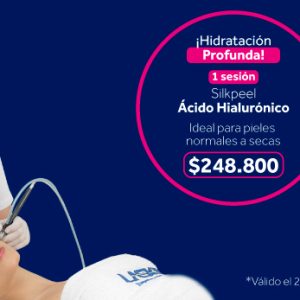 ¡Hidratación
Profunda!
1 sesión
Silkpeel
Ácido Hialurónico
Ideal para pieles
normales a secas
$248.800
*Válido el 2